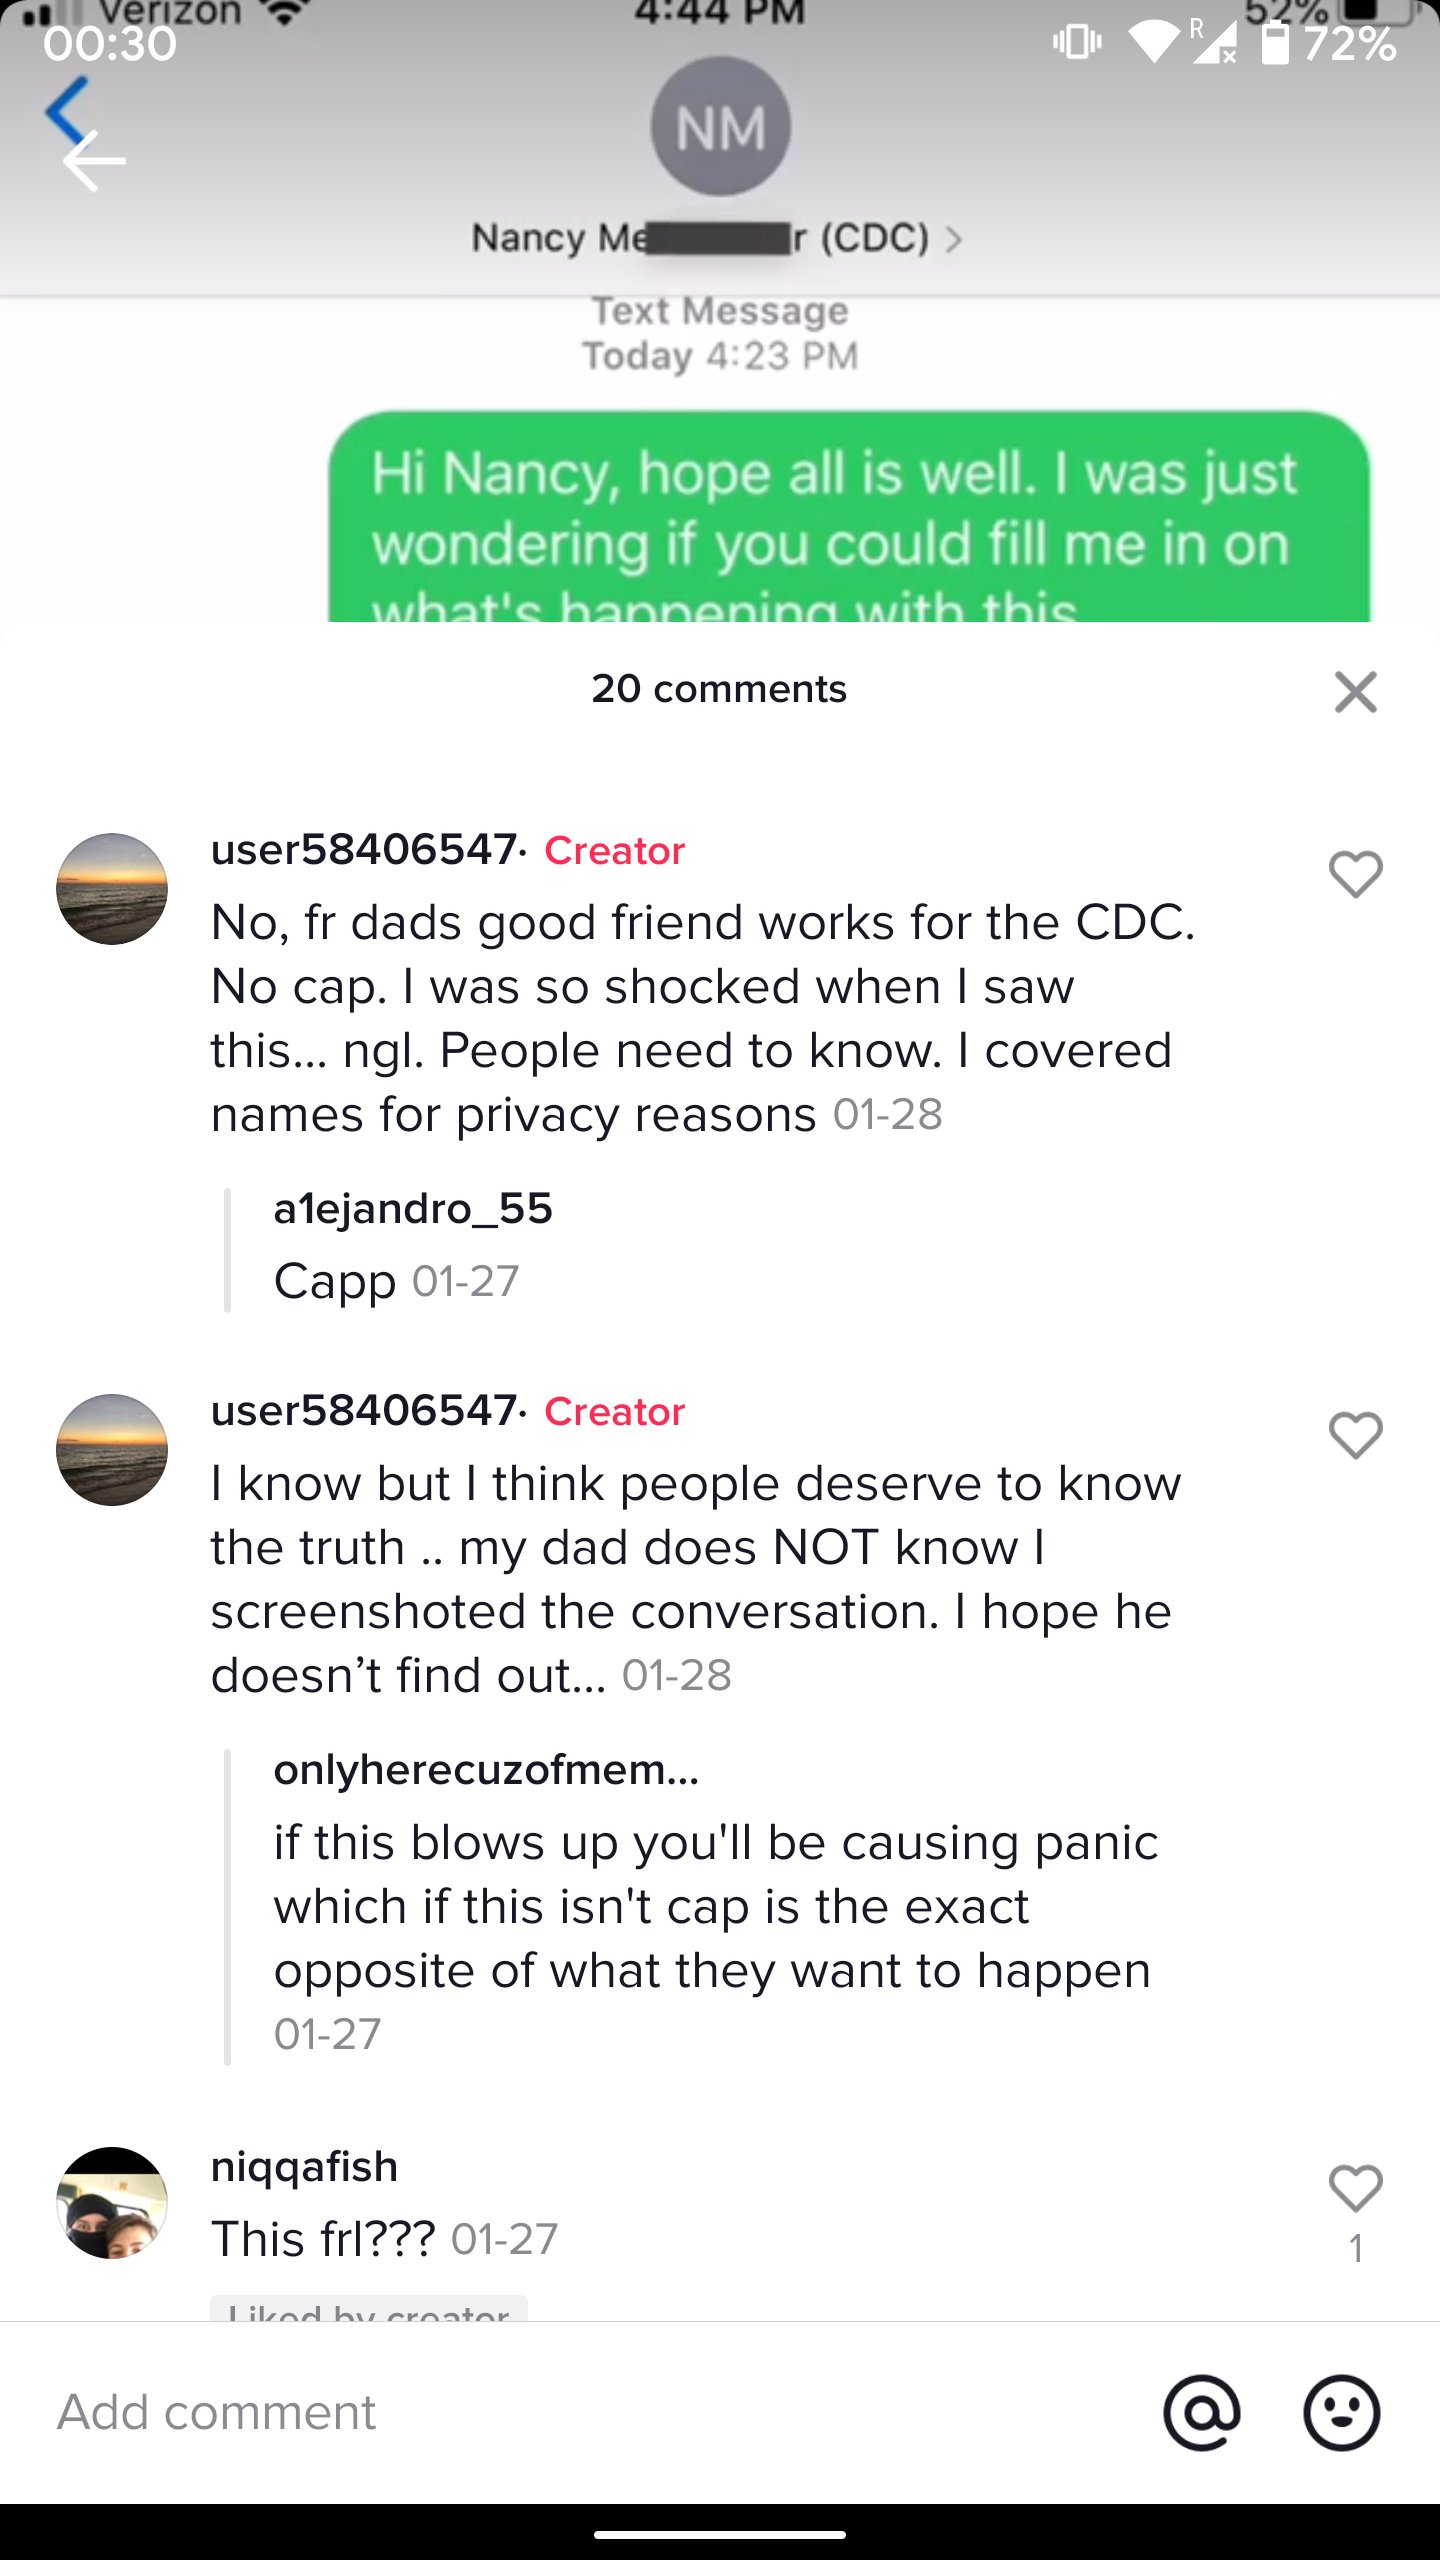 Verizon 4:44 PM 52%
00:30 R 72%
NM
Nancy Me r (CDC)
Text Message
Today 4:23 PM
Hi Nancy, hope all is well. I was just
wondering if you could fill me in on
what's happening with this
20 comments
user58406547· Creator
No, fr dads good friend works for the CDC.
No cap. I was so shocked when I saw
this... ngl. People need to know. I covered
names for privacy reasons 01-28
a1ejandro_55
Capp 01-27
user58406547· Creator
I know but I think people deserve to know
the truth .. my dad does NOT know I
screenshoted the conversation. I hope he
doesn’t find out... 01-28
onlyherecuzofmem...
if this blows up you'll be causing panic
which if this isn't cap is the exact
opposite of what they want to happen
01-27
niqqafish
This frl??? 01-27
1
Liked by creator
Add comment